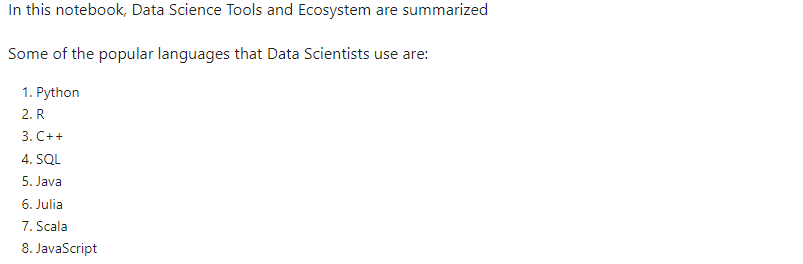 In this notebook, Data Science Tools and Ecosystem are summarized
Some of the popular languages that Data Scientists use are:
1. Python
2. R
3. C++
4. SQL
5. Java
6. Julia
7. Scala
8. JavaScript